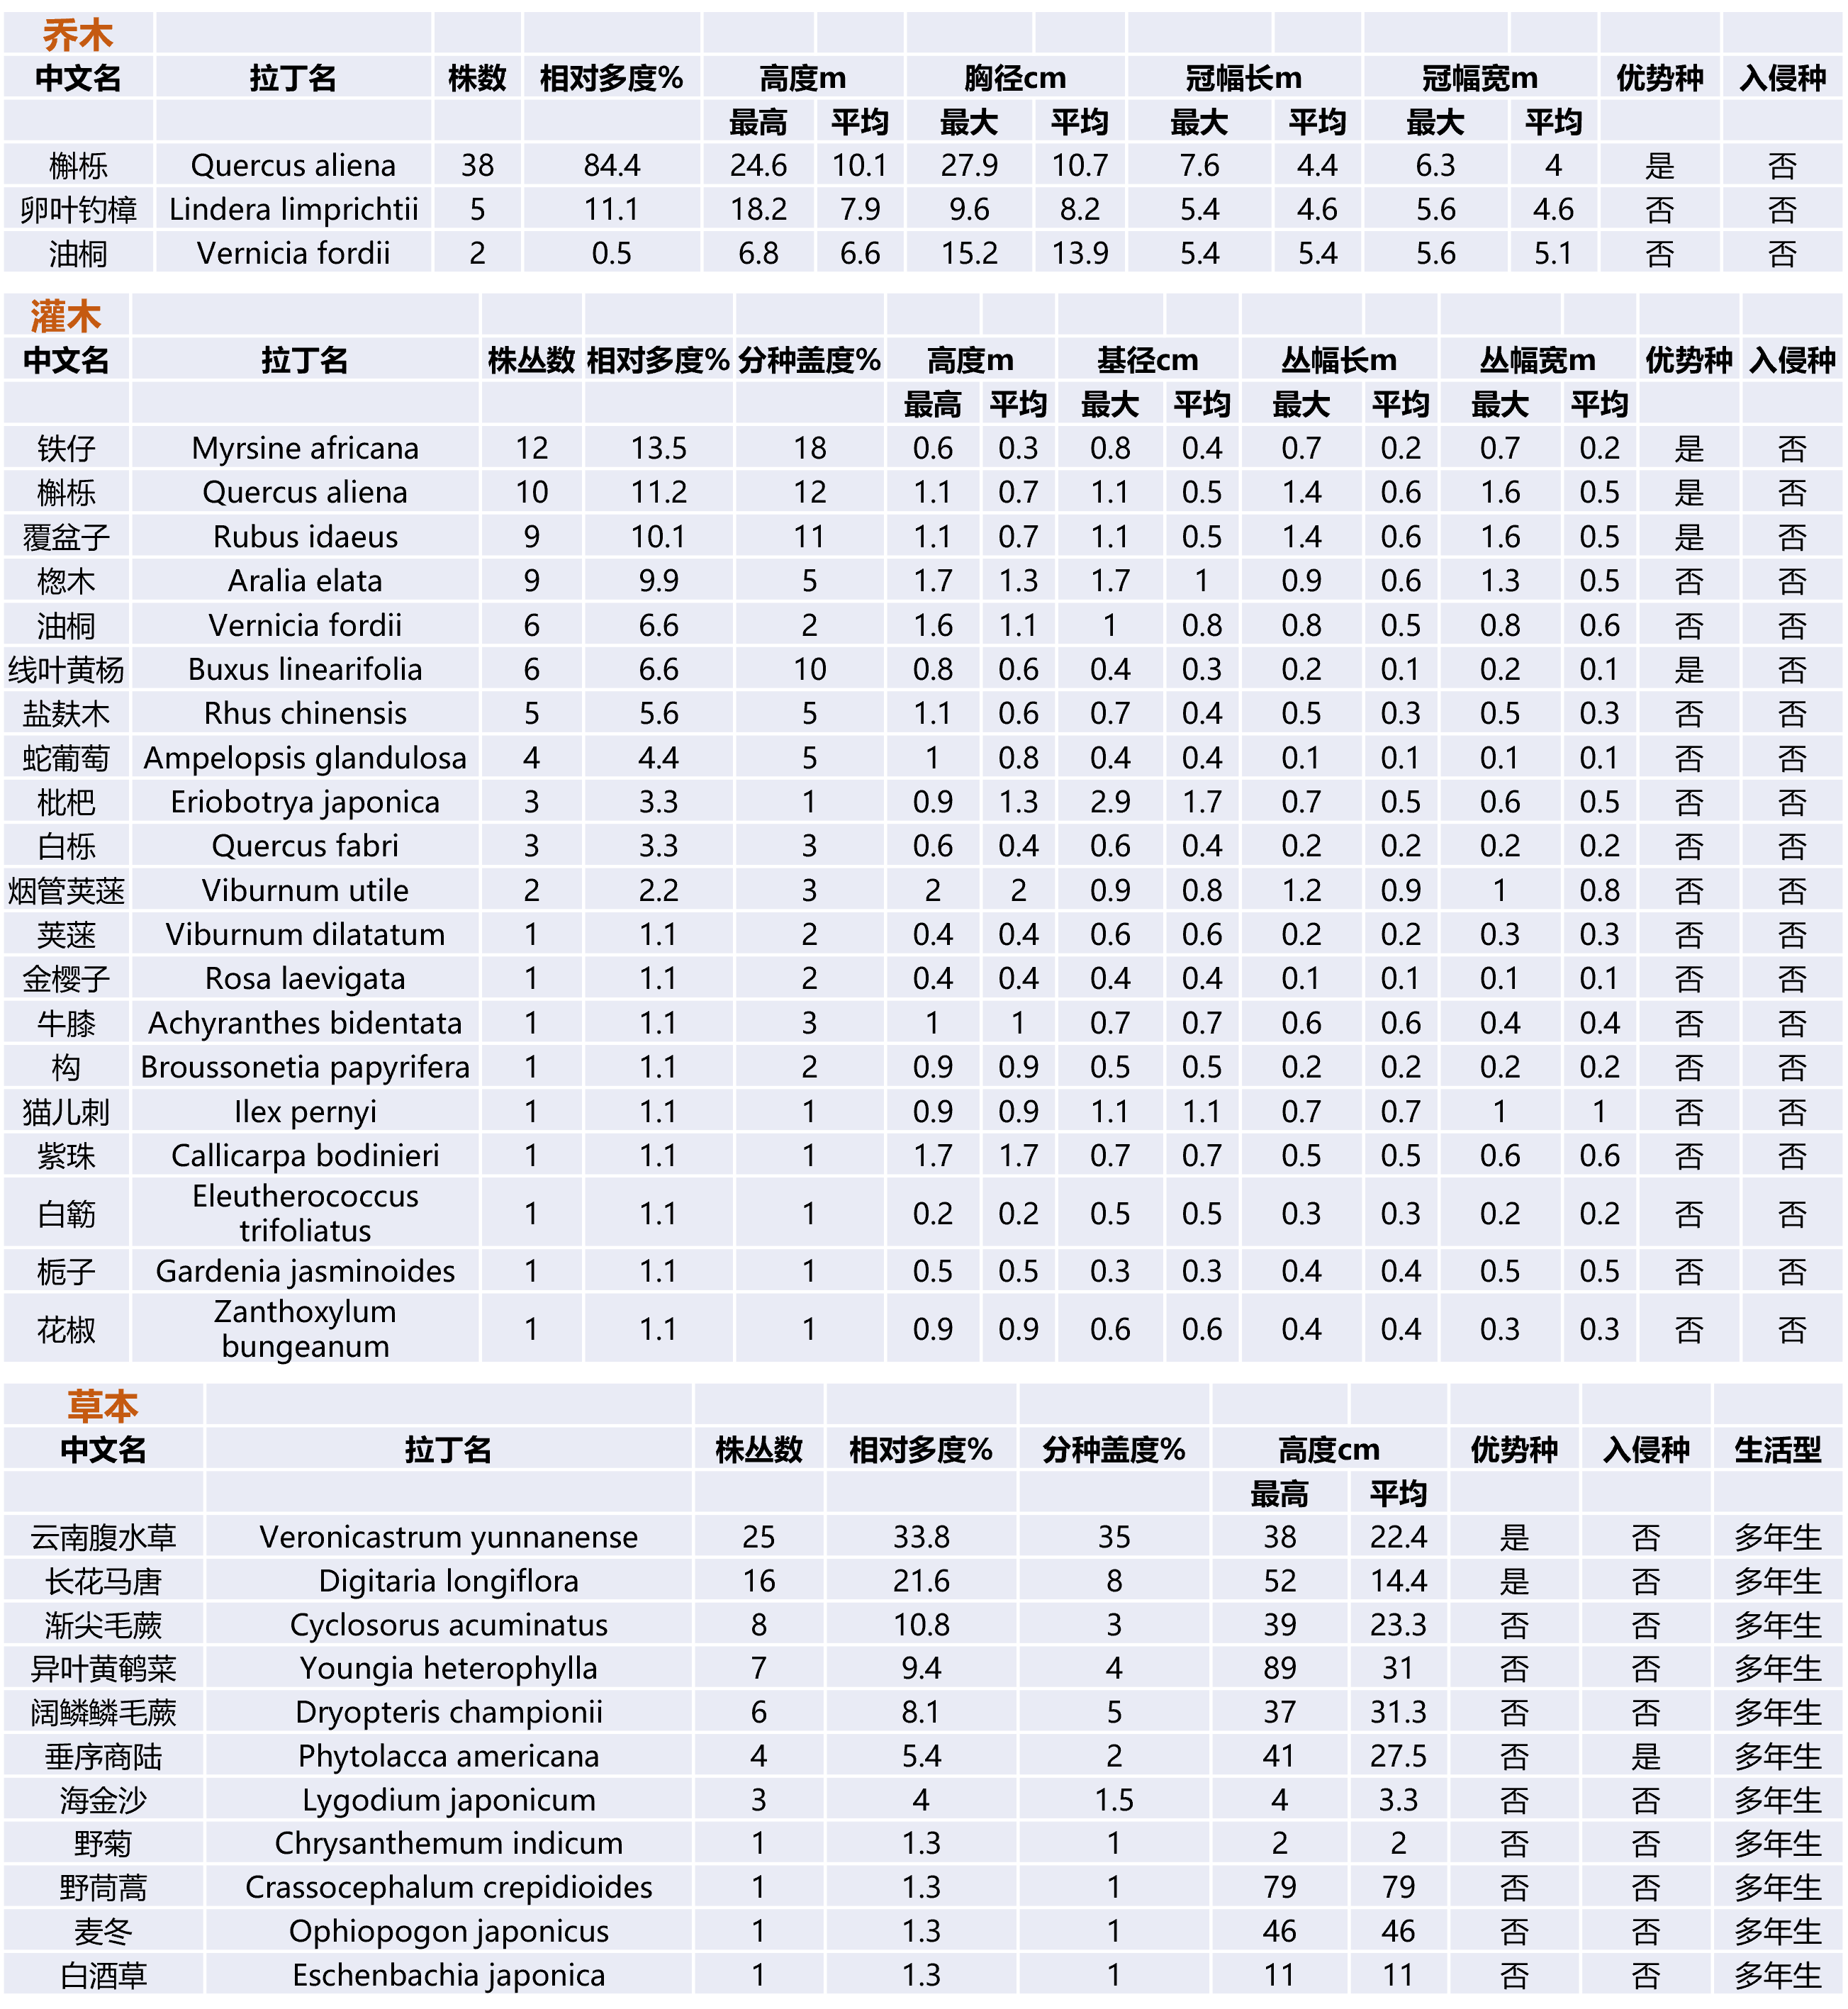 乔木
中文名 拉丁名 株数 相对多度% 高度m 胸径cm 冠幅长m 冠幅宽m 优势种 入侵种
最高 平均 最大 平均 最大 平均 最大 平均
槲栎 Quercus aliena 38 84.4 24.6 10.1 27.9 10.7 7.6 4.4 6.3 4 是 否
卵叶钓樟 Lindera limprichtii 5 11.1 18.2 7.9 9.6 8.2 5.4 4.6 5.6 4.6 否 否
油桐 Vernicia fordii 2 0.5 6.8 6.6 15.2 13.9 5.4 5.4 5.6 5.1 否 否
灌木
中文名 拉丁名 株丛数 相对多度% 分种盖度% 高度m 基径cm 丛幅长m 丛幅宽m 优势种 入侵种
最高 平均 最大 平均 最大 平均 最大 平均
铁仔 Myrsine africana 12 13.5 18 0.6 0.3 0.8 0.4 0.7 0.2 0.7 0.2 是 否
槲栎 Quercus aliena 10 11.2 12 1.1 0.7 1.1 0.5 1.4 0.6 1.6 0.5 是 否
覆盆子 Rubus idaeus 9 10.1 11 1.1 0.7 1.1 0.5 1.4 0.6 1.6 0.5 是 否
楤木 Aralia elata 9 9.9 5 1.7 1.3 1.7 1 0.9 0.6 1.3 0.5 否 否
油桐 Vernicia fordii 6 6.6 2 1.6 1.1 1 0.8 0.8 0.5 0.8 0.6 否 否
线叶黄杨 Buxus linearifolia 6 6.6 10 0.8 0.6 0.4 0.3 0.2 0.1 0.2 0.1 是 否
盐麸木 Rhus chinensis 5 5.6 5 1.1 0.6 0.7 0.4 0.5 0.3 0.5 0.3 否 否
蛇葡萄 Ampelopsis glandulosa 4 4.4 5 1 0.8 0.4 0.4 0.1 0.1 0.1 0.1 否 否
枇杷 Eriobotrya japonica 3 3.3 1 0.9 1.3 2.9 1.7 0.7 0.5 0.6 0.5 否 否
白栎 Quercus fabri 3 3.3 3 0.6 0.4 0.6 0.4 0.2 0.2 0.2 0.2 否 否
烟管荚蒾 Viburnum utile 2 2.2 3 2 2 0.9 0.8 1.2 0.9 1 0.8 否 否
荚蒾 Viburnum dilatatum 1 1.1 2 0.4 0.4 0.6 0.6 0.2 0.2 0.3 0.3 否 否
金樱子 Rosa laevigata 1 1.1 2 0.4 0.4 0.4 0.4 0.1 0.1 0.1 0.1 否 否
牛膝 Achyranthes bidentata 1 1.1 3 1 1 0.7 0.7 0.6 0.6 0.4 0.4 否 否
构 Broussonetia papyrifera 1 1.1 2 0.9 0.9 0.5 0.5 0.2 0.2 0.2 0.2 否 否
猫儿刺 Ilex pernyi 1 1.1 1 0.9 0.9 1.1 1.1 0.7 0.7 1 1 否 否
紫珠 Callicarpa bodinieri 1 1.1 1 1.7 1.7 0.7 0.7 0.5 0.5 0.6 0.6 否 否
Eleutherococcus
白簕 trifoliatus 1 1.1 1 0.2 0.2 0.5 0.5 0.3 0.3 0.2 0.2 否 否
栀子 Gardenia jasminoides 1 1.1 1 0.5 0.5 0.3 0.3 0.4 0.4 0.5 0.5 否 否
Zanthoxylum
花椒 bungeanum 1 1.1 1 0.9 0.9 0.6 0.6 0.4 0.4 0.3 0.3 否 否
草本
中文名 拉丁名 株丛数 相对多度% 分种盖度% 高度cm 优势种 入侵种 生活型
最高 平均
云南腹水草 Veronicastrum yunnanense 25 33.8 35 38 22.4 是 否 多年生
长花马唐 Digitaria longiflora 16 21.6 8 52 14.4 是 否 多年生
渐尖毛蕨 Cyclosorus acuminatus 8 10.8 3 39 23.3 否 否 多年生
异叶黄鹌菜 Youngia heterophylla 7 9.4 4 89 31 否 否 多年生
阔鳞鳞毛蕨 Dryopteris championii 6 8.1 5 37 31.3 否 否 多年生
垂序商陆 Phytolacca americana 4 5.4 2 41 27.5 否 是 多年生
海金沙 Lygodium japonicum 3 4 1.5 4 3.3 否 否 多年生
野菊 Chrysanthemum indicum 1 1.3 1 2 2 否 否 多年生
野茼蒿 Crassocephalum crepidioides 1 1.3 1 79 79 否 否 多年生
麦冬 Ophiopogon japonicus 1 1.3 1 46 46 否 否 多年生
白酒草 Eschenbachia japonica 1 1.3 1 11 11 否 否 多年生